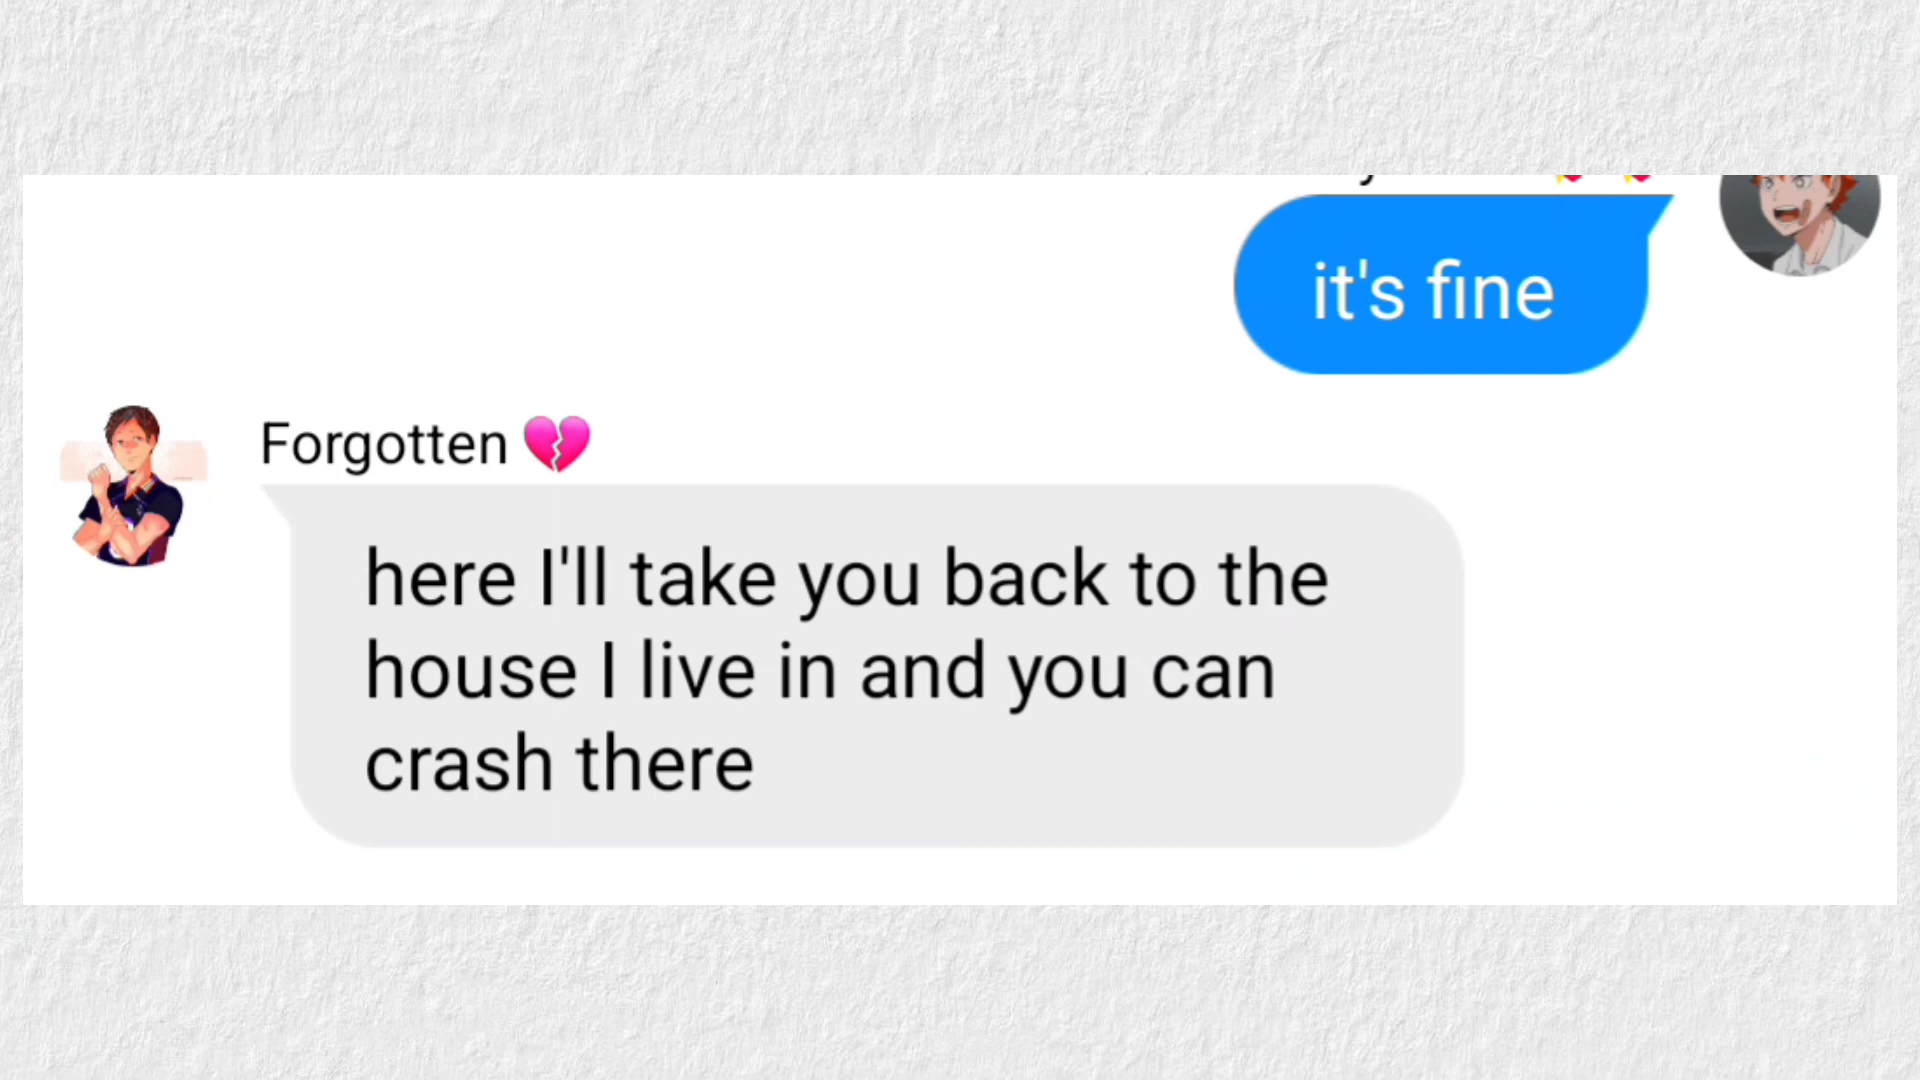 it's fine
Forgotten 💔
here I'll take you back to the
house I live in and you can
crash there